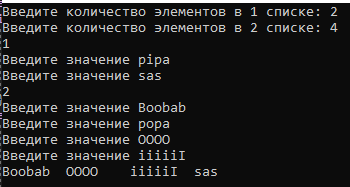 Введите количество элементов в 1 списке: 2
Введите количество элементов в 2 списке: 4
1
Введите значение pipa
Введите значение sas
2
Введите значение Boobab
Введите значение popa
Введите значение OOOO
Введите значение iiiiiI
Boobab  OOOO    iiiiiI  sas